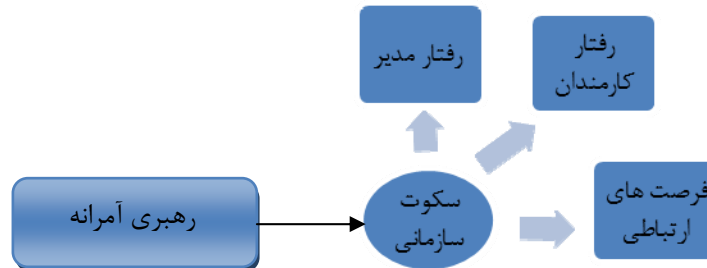 رفتار مدیر
رفتار
کارمندان
رهبری آمرانه
سکوت
سازمانی
فرصت های
ارتباطی